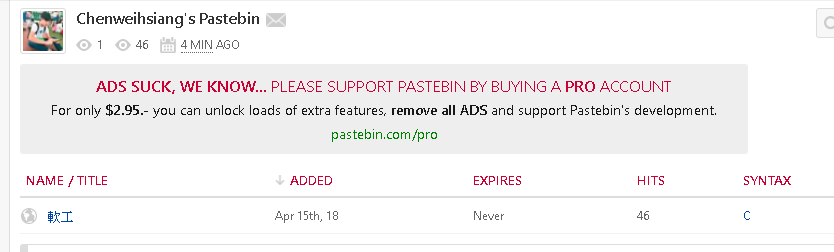 Chenweihsiang's Pastebin
1 46 4 MIN AGO
ADS SUCK, WE KNOW... PLEASE SUPPORT PASTEBIN BY BUYING A PRO ACCOUNT
For only $2.95.- you can unlock loads of extra features, remove all ADS and support Pastebin's development.
pastebin.com/pro
NAME / TITLE ADDED EXPIRES HITS SYNTAX
軟工 Apr 15th, 18 Never 46 C